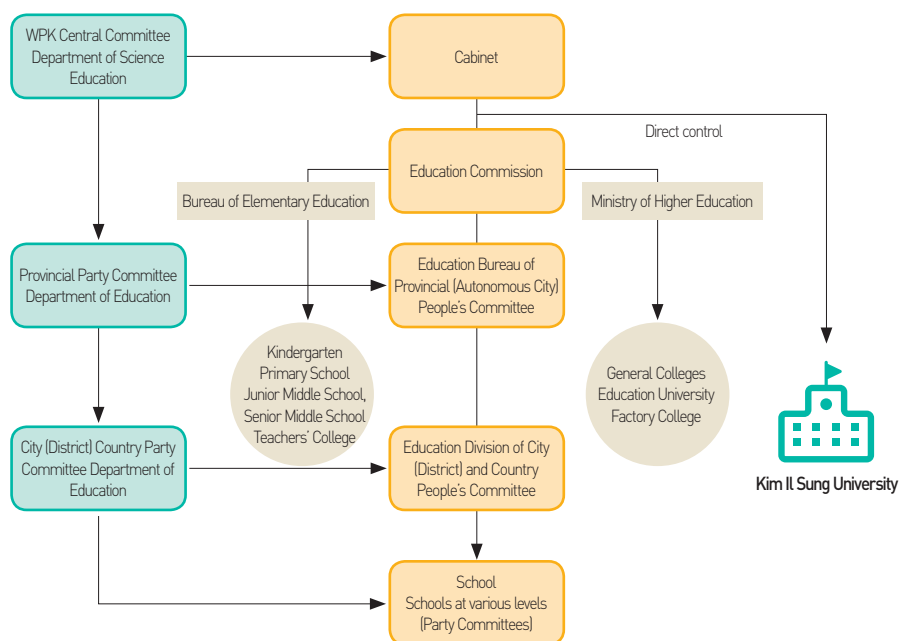 WPK Central Committee
Department of Science
Education
Cabinet
Direct control
Education Commission
Bureau of Elementary Education
Ministry of Higher Education
Provincial Party Committee
Department of Education
Education Bureau of
Provincial (Autonomous City)
People's Committee
Kindergarten
Primary School
Junior Middle School,
Senior Middle School
Teachers' College
General Colleges
Education University
Factory College
City (District) Country Party
Committee Department of
Education
Education Division of City
(District) and Country
People's Committee
Kim Il Sung University
School
Schools at various levels
(Party Committees)